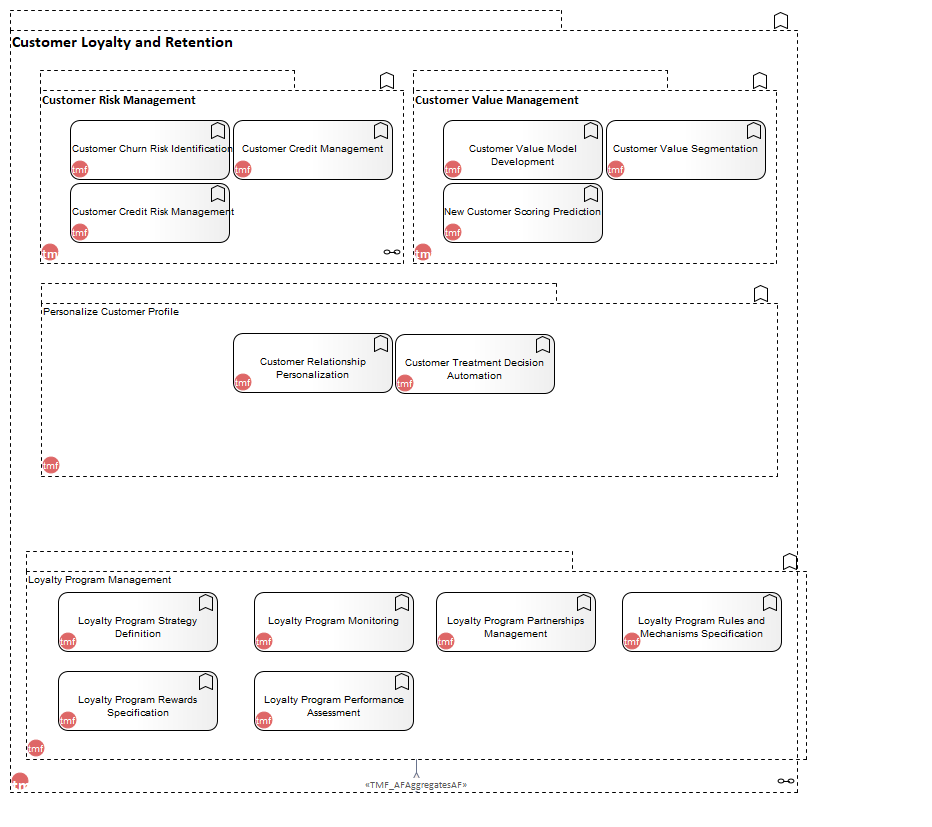 Customer Loyalty and Retention
Customer Risk Management
Customer Value Management
Customer Churn Risk Identification
tmf
Customer Credit Management
tmf
Customer Value Model
Development
tmf
Customer Value Segmentation
tmf
Customer Credit Risk Management
tmf
New Customer Scoring Prediction
tmf
tm
tm
Personalize Customer Profile
Customer Relationship
Personalization
tmf
Customer Treatment Decision
Automation
tmf
tmf
Loyalty Program Management
Loyalty Program Strategy
Definition
tmf
Loyalty Program Monitoring
tmf
Loyalty Program Partnerships
Management
tmf
Loyalty Program Rules and
Mechanisms Specification
tmf
Loyalty Program Rewards
Specification
tmf
Loyalty Program Performance
Assessment
tmf
tmf
tm
«TMF_AFAggregatesAF»